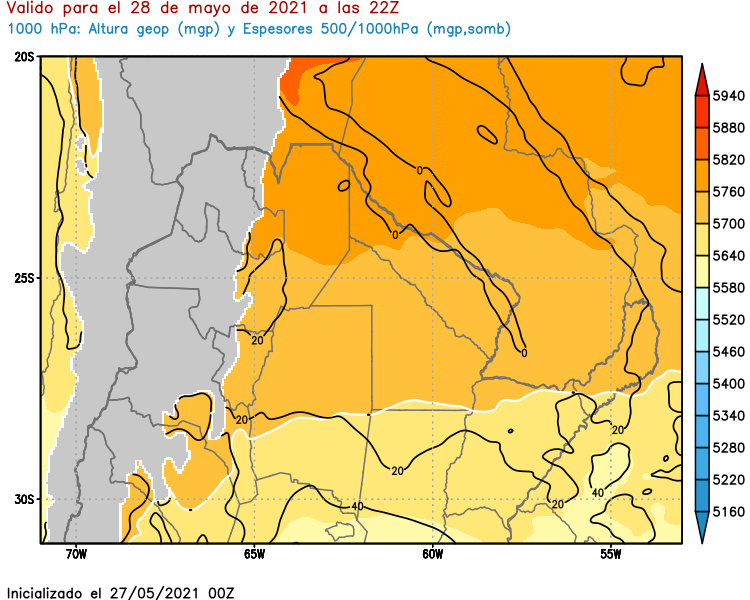 Valido para el 28 de mayo de 2021 a las 22Z
1000 hPa: Altura geop (mgp) y Espesores 500/1000hPa (mgp,somb)
20S
25S
30S
70W
65W
60W
55W
0
0
0
20
20
20
20
20
40
40
5940
5880
5820
5760
5700
5640
5580
5520
5460
5400
5340
5280
5220
5160
Inicializado el 27/05/2021 00Z